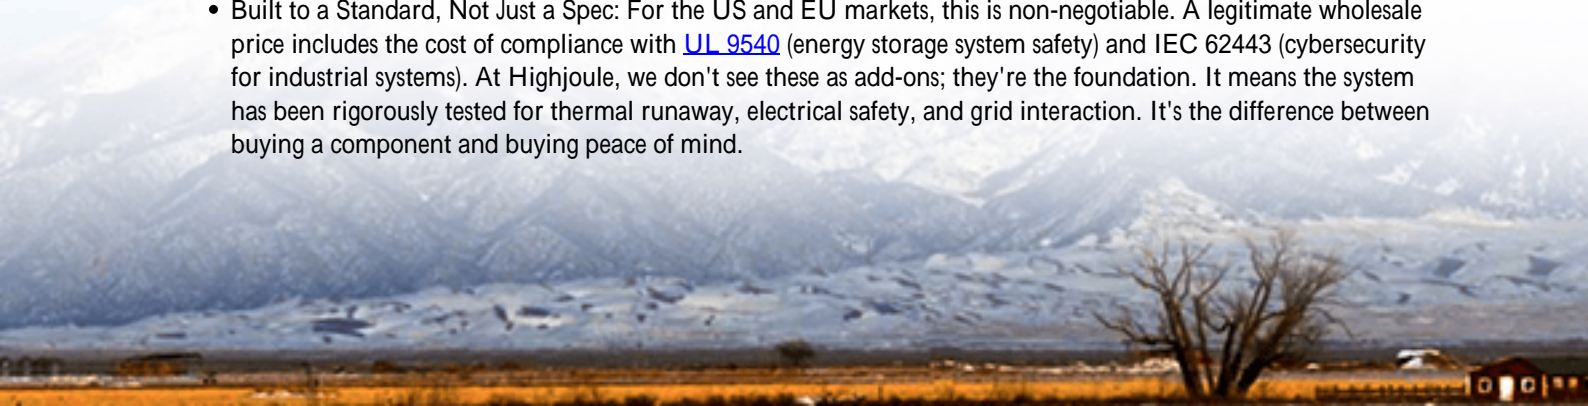 • Built to a Standard, Not Just a Spec: For the US and EU markets, this is non-negotiable. A legitimate wholesale
price includes the cost of compliance with UL 9540 (energy storage system safety) and IEC 62443 (cybersecurity
for industrial systems). At Highjoule, we don't see these as add-ons; they're the foundation. It means the system
has been rigorously tested for thermal runaway, electrical safety, and grid interaction. It's the difference between
buying a component and buying peace of mind.